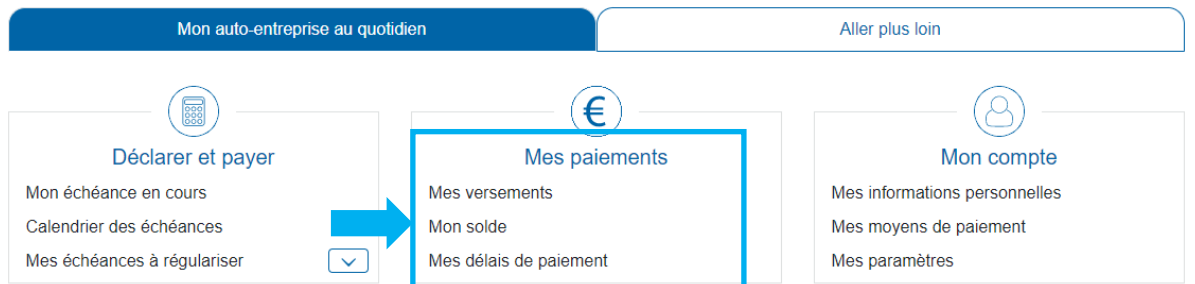 Mon auto-entreprise au quotidien
Aller plus loin
€
Déclarer et payer
Mon échéance en cours
Calendrier des échéances
Mes échéances à régulariser
Mes paiements
Mes versements
Mon solde
Mes délais de paiement
Mon compte
Mes informations personnelles
Mes moyens de paiement
Mes paramètres